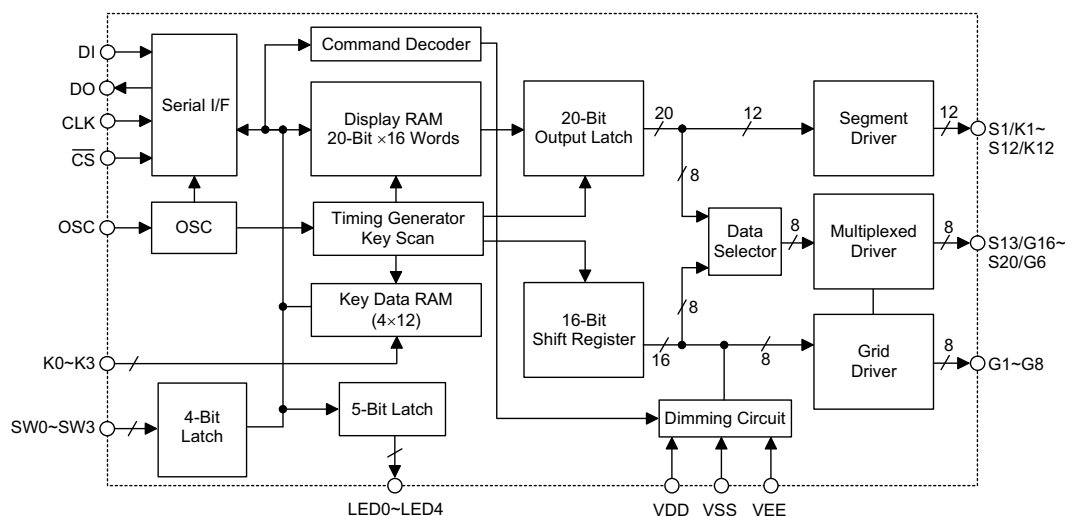 DI
DO
CLK
CS
OSC
K0~K3
SW0~SW3
Serial I/F
OSC
4-Bit
Latch
Command Decoder
Display RAM
20-Bit ×16 Words
Timing Generator
Key Scan
Key Data RAM
(4×12)
5-Bit Latch
LED0~LED4
20-Bit
Output Latch
16-Bit
Shift Register
20
12
8
Data
Selector
8
8
16
8
Dimming Circuit
VDD
VSS
VEE
Segment
Driver
Multiplexed
Driver
Grid
Driver
12
S1/K1~
S12/K12
8
S13/G16~
S20/G6
8
G1~G8